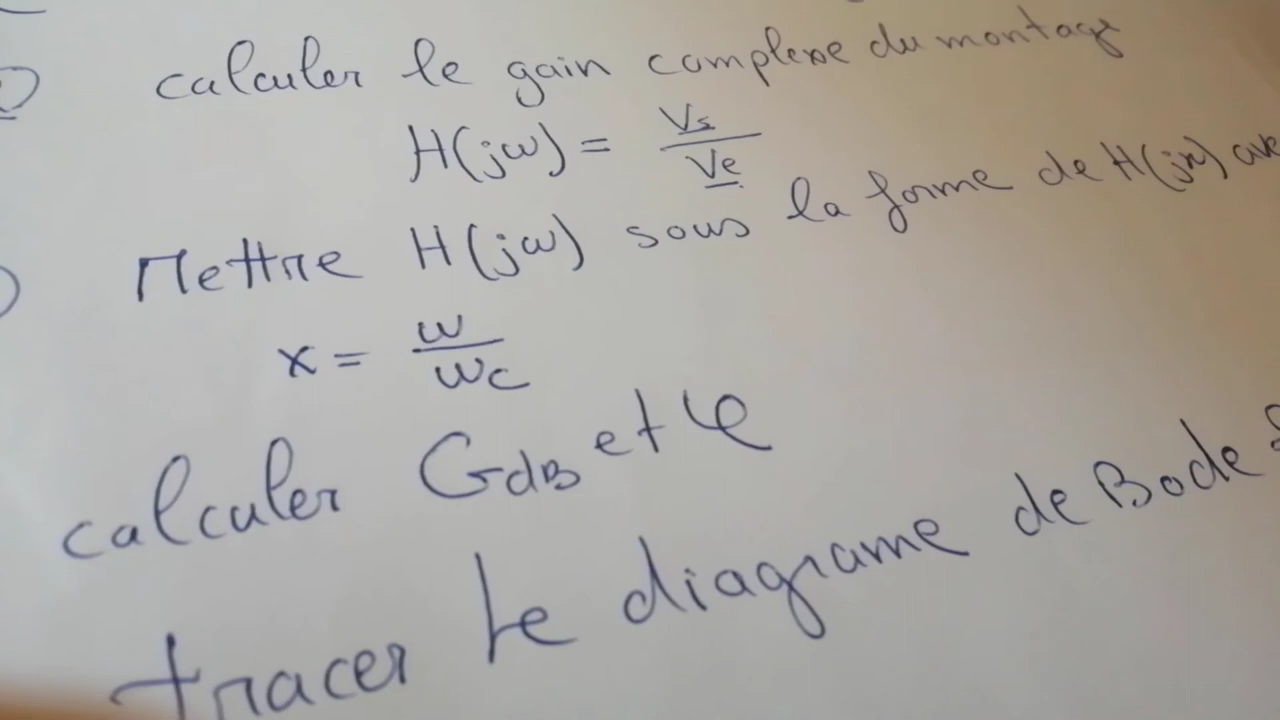 calculer le gain complexe du montage
H(jω) = Vs / Ve
Mettre H(jω) sous la forme de H(jx)
x = ω / ωc
calculer GdB et φ
tracer le diagrame de Bode